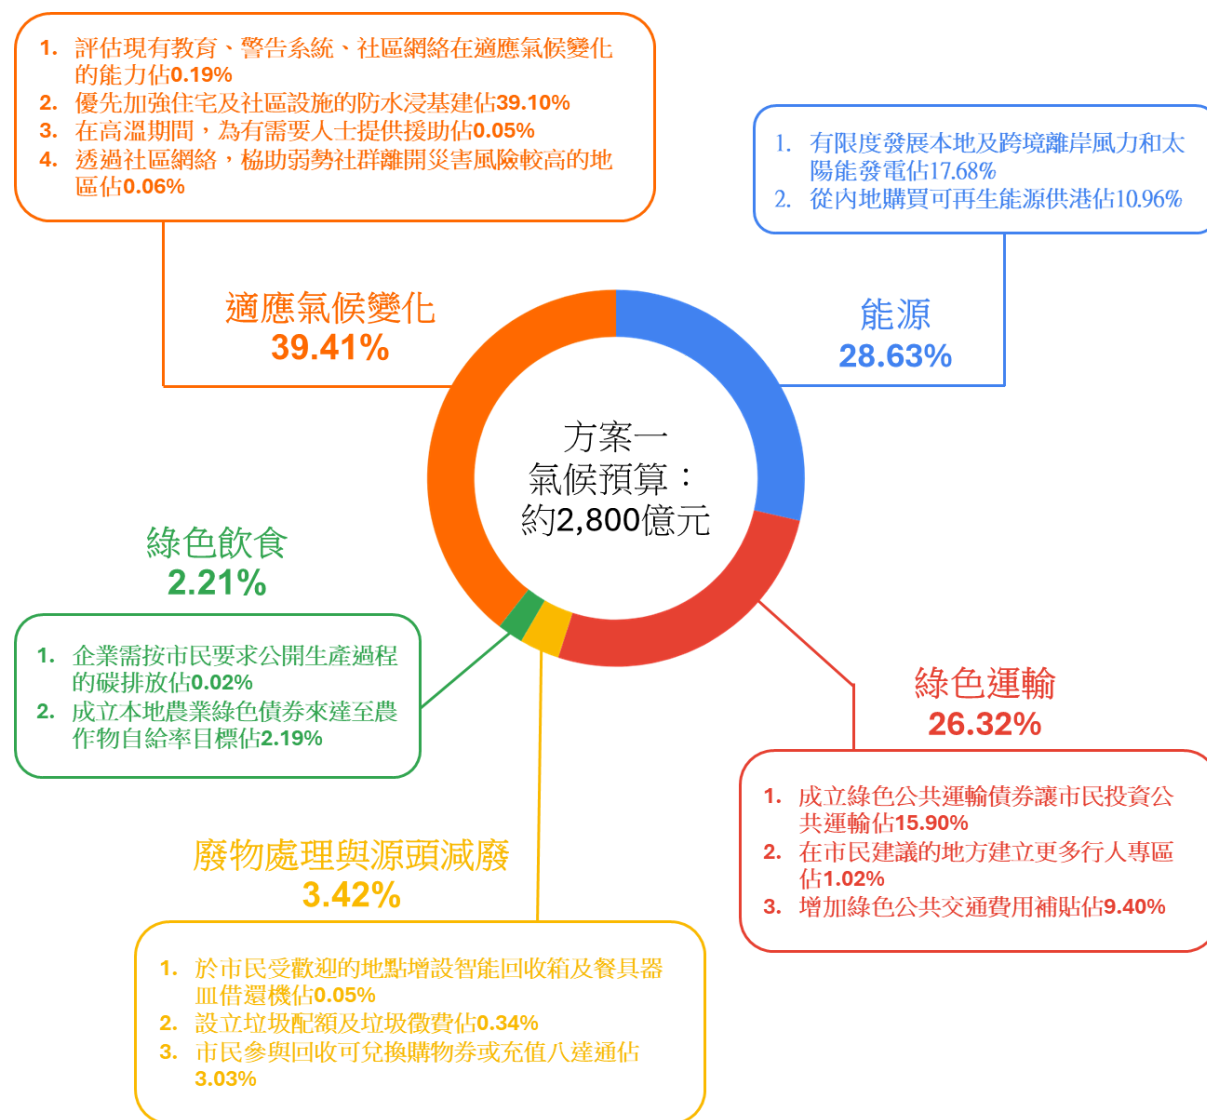 1. 評估現有教育、警告系統、社區網絡在適應氣候變化
的能力佔0.19%
2. 優先加強住宅及社區設施的防水浸基建佔39.10%
3. 在高溫期間，為有需要人士提供援助佔0.05%
4. 透過社區網絡，協助弱勢社群離開災害風險較高的地
區佔0.06%
1. 有限度發展本地及跨境離岸風力和太
陽能發電佔17.68%
2. 從內地購買可再生能源供港佔10.96%
適應氣候變化
39.41%
能源
28.63%
方案一
氣候預算：
約2,800億元
綠色飲食
2.21%
1. 企業需按市民要求公開生產過程
的碳排放佔0.02%
2. 成立本地農業綠色債券來達至農
作物自給率目標佔2.19%
綠色運輸
26.32%
1. 成立綠色公共運輸債券讓市民投資公
共運輸佔15.90%
2. 在市民建議的地方建立更多行人專區
佔1.02%
3. 增加綠色公共交通費用補貼佔9.40%
廢物處理與源頭減廢
3.42%
1. 於市民受歡迎的地點增設智能回收箱及餐具器
皿借還機佔0.05%
2. 設立垃圾配額及垃圾徵費佔0.34%
3. 市民參與回收可兌換購物券或充值八達通佔
3.03%